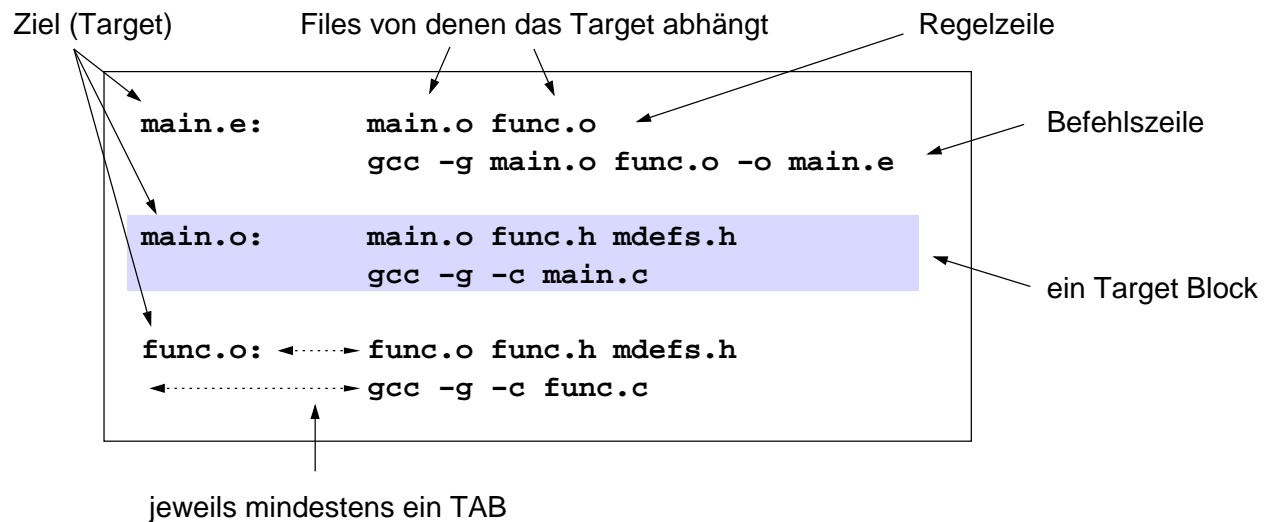 Ziel (Target) Files von denen das Target abhängt Regelzeile
main.e: main.o func.o
Befehlszeile
gcc –g main.o func.o –o main.e
main.o: main.o func.h mdefs.h
gcc –g –c main.c
ein Target Block
func.o: func.o func.h mdefs.h
gcc –g –c func.c
jeweils mindestens ein TAB